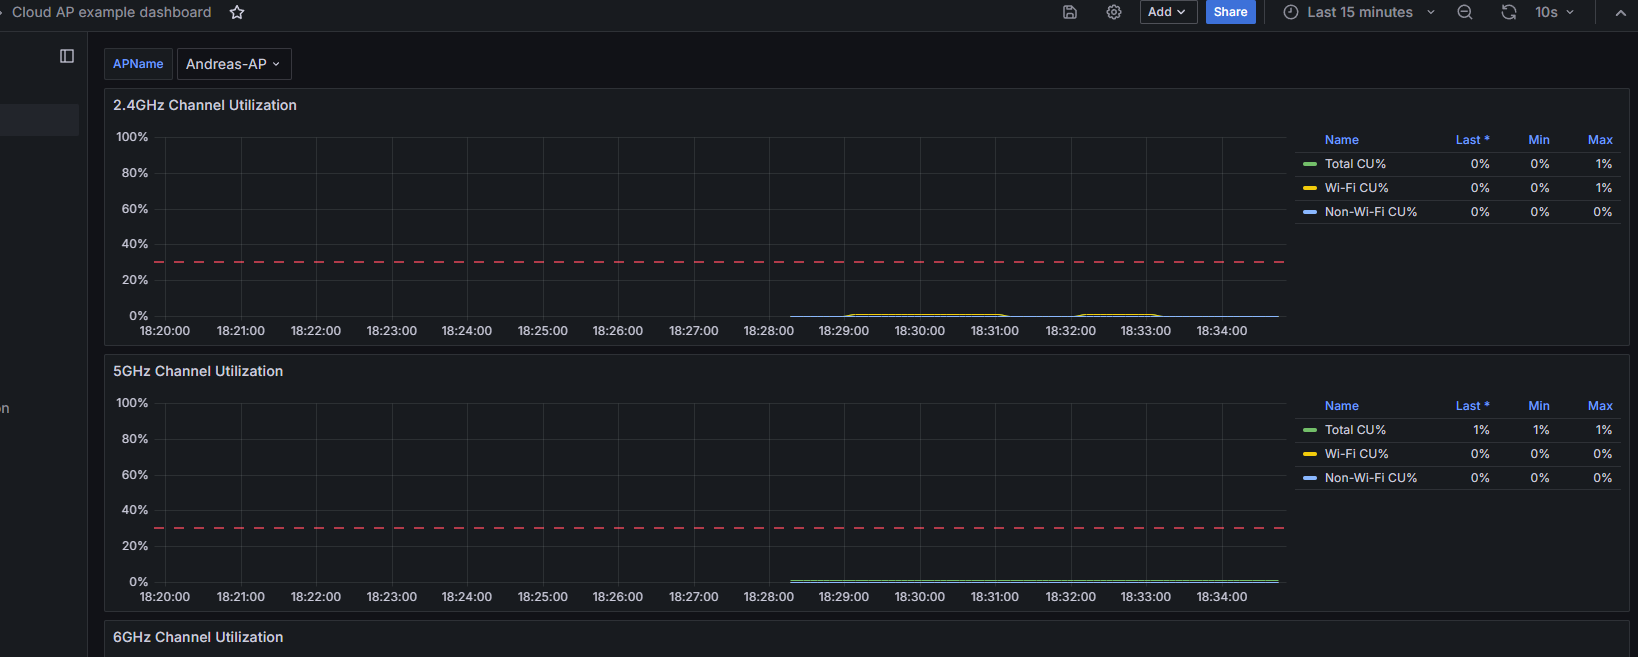 Cloud AP example dashboard
Add
Share
Last 15 minutes
10s
APName
Andreas-AP
2.4GHz Channel Utilization
100%
80%
60%
40%
20%
0%
18:20:00 18:21:00 18:22:00 18:23:00 18:24:00 18:25:00 18:26:00 18:27:00 18:28:00 18:29:00 18:30:00 18:31:00 18:32:00 18:33:00 18:34:00
Name Last * Min Max
Total CU% 0% 0% 1%
Wi-Fi CU% 0% 0% 1%
Non-Wi-Fi CU% 0% 0% 0%
on
5GHz Channel Utilization
100%
80%
60%
40%
20%
0%
18:20:00 18:21:00 18:22:00 18:23:00 18:24:00 18:25:00 18:26:00 18:27:00 18:28:00 18:29:00 18:30:00 18:31:00 18:32:00 18:33:00 18:34:00
Name Last * Min Max
Total CU% 1% 1% 1%
Wi-Fi CU% 0% 0% 0%
Non-Wi-Fi CU% 0% 0% 0%
6GHz Channel Utilization